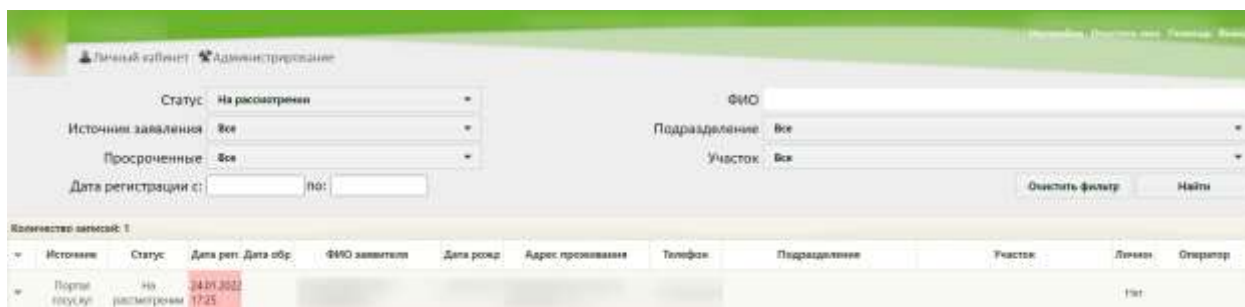 Личный кабинет Администрирование
Статус На рассмотрении ФИО
Источник заявления Все Подразделение Все
Просроченные Все Участок Все
Дата регистрации с: по: Очистить фильтр Найти
Количество записей: 1
Источник Статус Дата рег Дата обр ФИО заявителя Дата рожд Адрес проживания Телефон Подразделение Участок Личное Оператор
Портал На 24.01.2022
госуслуг рассмотрении 17:25 Нет